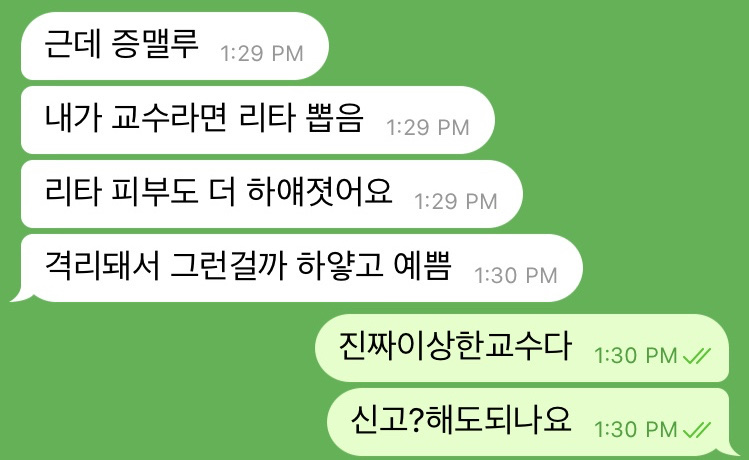 근데 증맬루 1:29 PM
내가 교수라면 리타 뽑음 1:29 PM
리타 피부도 더 하얘젓어요 1:29 PM
격리돼서 그런걸까 하얗고 예쁨 1:30 PM
진짜이상한교수다 1:30 PM
신고?해도되나요 1:30 PM